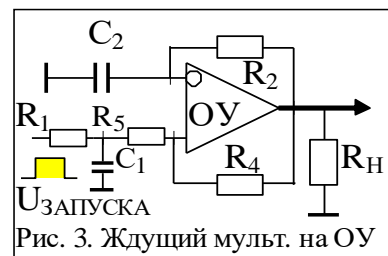 C2
R2
R1
R5
ОУ
C1
R4
RН
UЗАПУСКА
Рис. 3. Ждущий мульт. на ОУ